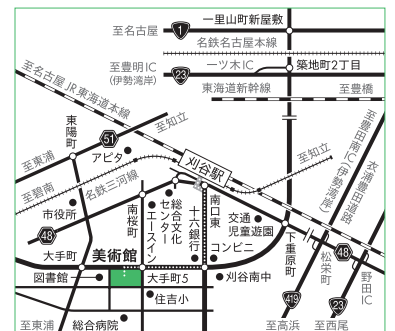 一里山町新屋敷
至名古屋
1
名鉄名古屋本線
一ツ木IC
至豊明IC
(伊勢湾岸)
23
築地町2丁目
東海道新幹線
至豊橋
至名古屋
JR東海道本線
東陽町
51
至知立
アピタ
至東浦
刈谷駅
至知立
至豊田南IC(伊勢湾岸)
衣浦豊田道路
至碧南
名鉄三河線
市役所
48
南桜町
エースイン
総合文化センター
十六銀行
南口東
交通
児童遊園
コンビニ
大手町
美術館
図書館
大手町5
刈谷南中
住吉小
総合病院
至東浦
上重原町
48
松栄町
野田IC
419
23
至高浜
至西尾